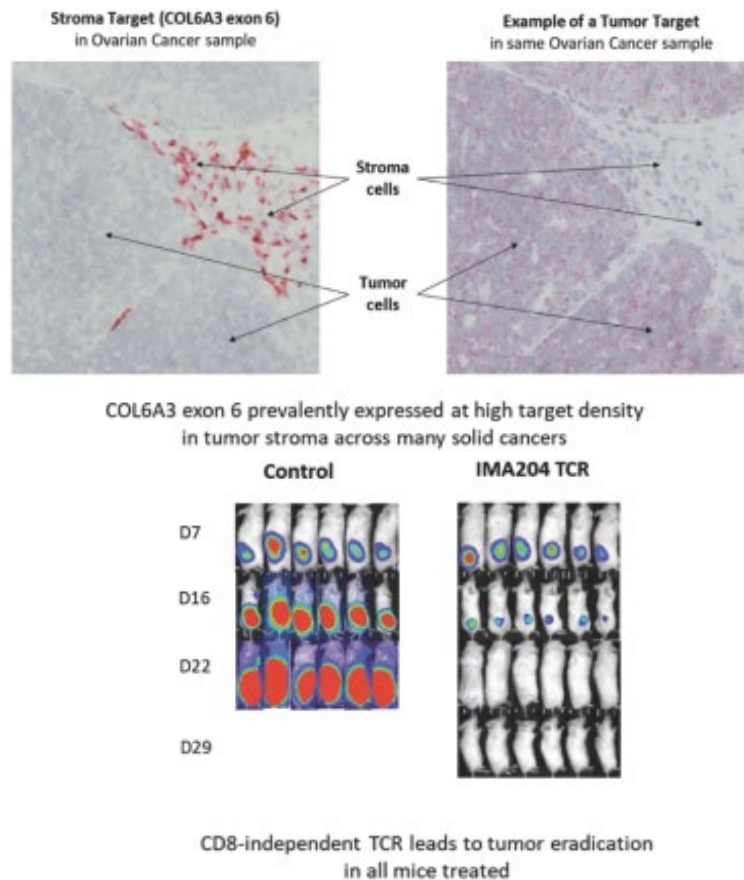 Stroma Target (COL6A3 exon 6)
in Ovarian Cancer sample
Example of a Tumor Target
in same Ovarian Cancer sample
Stroma
cells
Tumor
cells
COL6A3 exon 6 prevalently expressed at high target density
in tumor stroma across many solid cancers
Control
IMA204 TCR
D7
D16
D22
D29
CD8-independent TCR leads to tumor eradication
in all mice treated